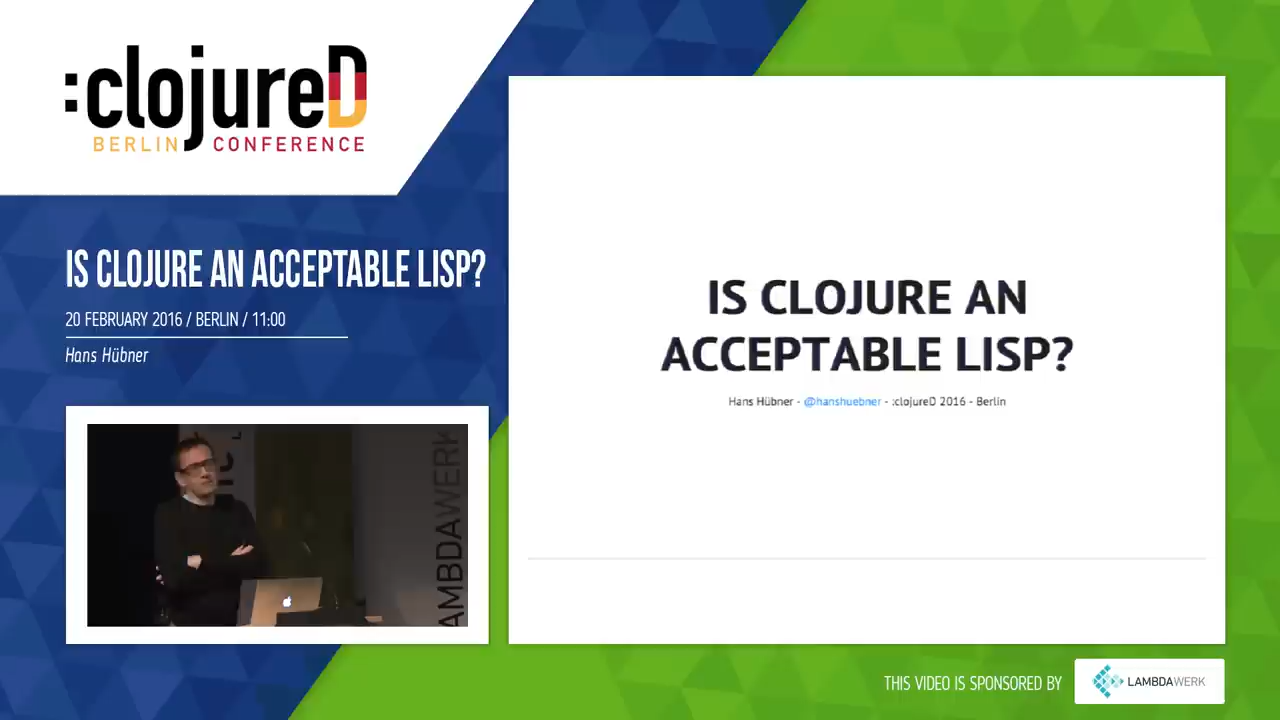 :clojureD
BERLIN CONFERENCE
IS CLOJURE AN ACCEPTABLE LISP?
20 FEBRUARY 2016 / BERLIN / 11:00
Hans Hübner
IS CLOJURE AN
ACCEPTABLE LISP?
Hans Hübner - @hanshuebner - :clojureD 2016 - Berlin
AMBDAWERK
THIS VIDEO IS SPONSORED BY
LAMBDAWERK